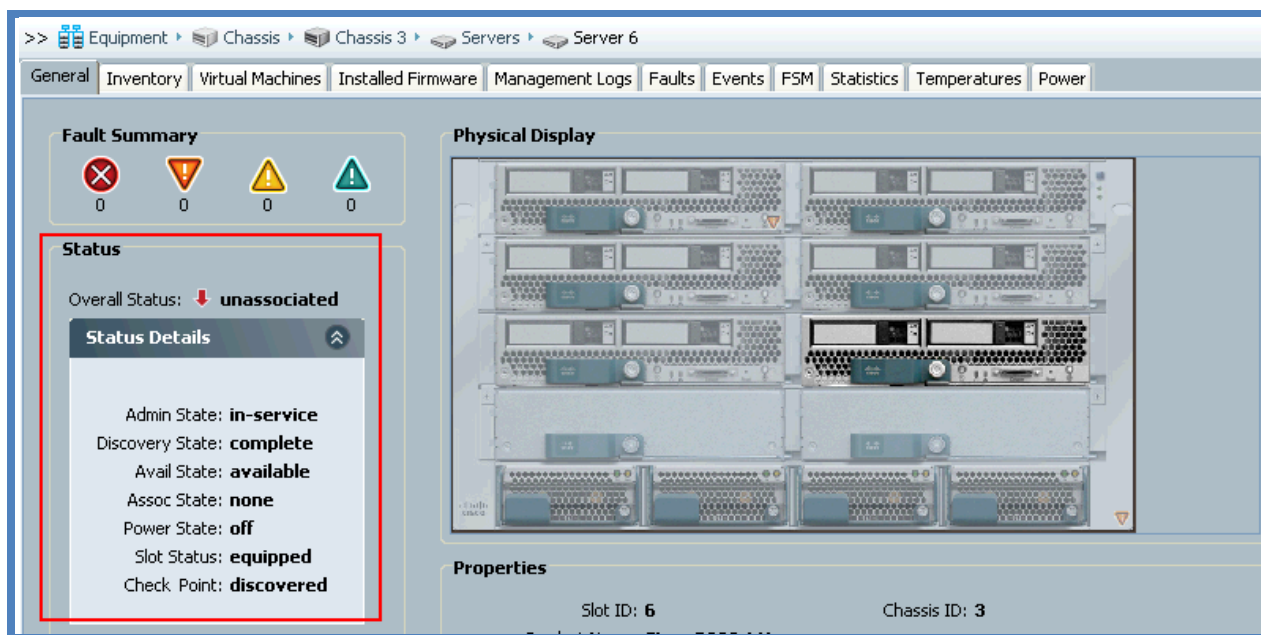 >> Equipment Chassis Chassis 3 Servers Server 6
General Inventory Virtual Machines Installed Firmware Management Logs Faults Events FSM Statistics Temperatures Power
Fault Summary
0 0 0 0
Status
Overall Status: unassociated
Status Details
Admin State: in-service
Discovery State: complete
Avail State: available
Assoc State: none
Power State: off
Slot Status: equipped
Check Point: discovered
Physical Display
Properties
Slot ID: 6 Chassis ID: 3